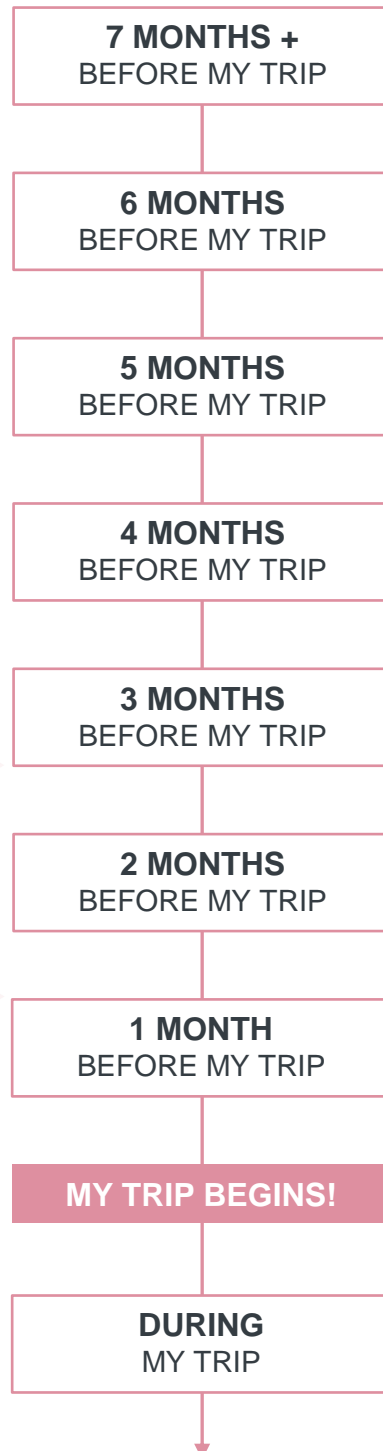 7 MONTHS +
BEFORE MY TRIP
6 MONTHS
BEFORE MY TRIP
5 MONTHS
BEFORE MY TRIP
4 MONTHS
BEFORE MY TRIP
3 MONTHS
BEFORE MY TRIP
2 MONTHS
BEFORE MY TRIP
1 MONTH
BEFORE MY TRIP
MY TRIP BEGINS!
DURING
MY TRIP